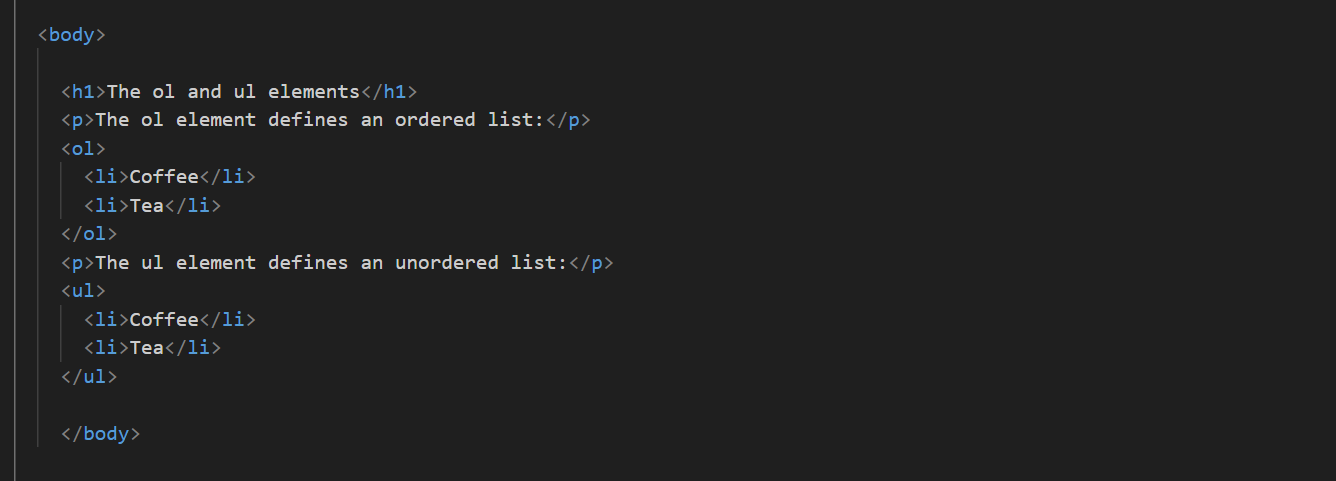 <body>
<h1>The ol and ul elements</h1>
<p>The ol element defines an ordered list:</p>
<ol>
<li>Coffee</li>
<li>Tea</li>
</ol>
<p>The ul element defines an unordered list:</p>
<ul>
<li>Coffee</li>
<li>Tea</li>
</ul>
</body>